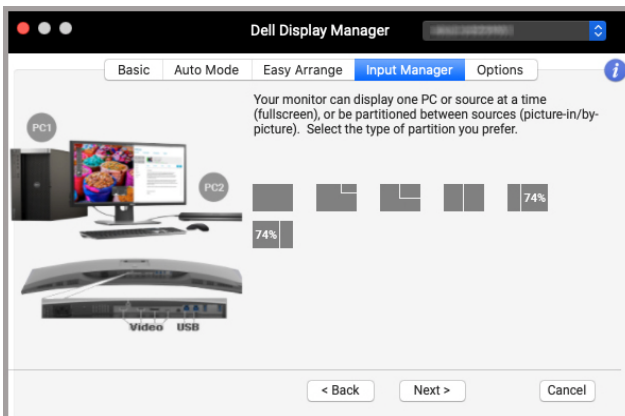 Dell Display Manager
Basic Auto Mode Easy Arrange Input Manager Options
Your monitor can display one PC or source at a time
(fullscreen), or be partitioned between sources (picture-in/by-
picture). Select the type of partition you prefer.
PC1
PC2
74%
74%
Video USB
< Back Next > Cancel